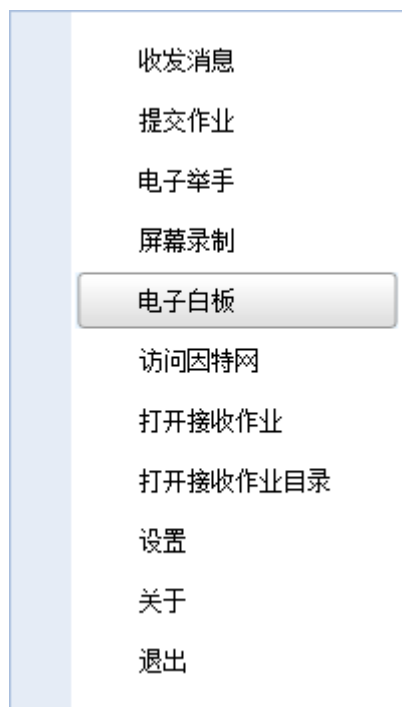 收发消息
提交作业
电子举手
屏幕录制
电子白板
访问因特网
打开接收作业
打开接收作业目录
设置
关于
退出